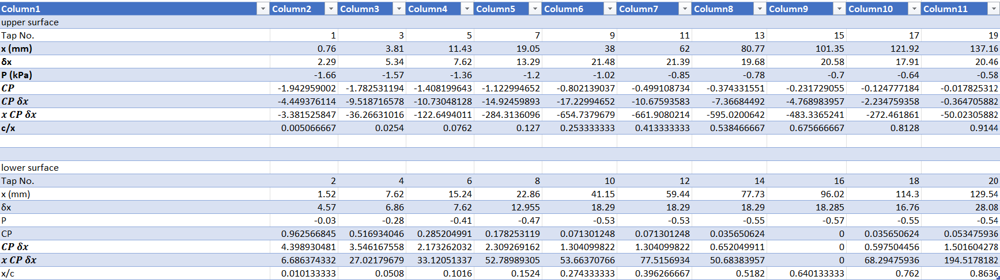 Column1 Column2 Column3 Column4 Column5 Column6 Column7 Column8 Column9 Column10 Column11
upper surface
Tap No. 1 3 5 7 9 11 13 15 17 19
x (mm) 0.76 3.81 11.43 19.05 38 62 80.77 101.35 121.92 137.16
δx 2.29 5.34 7.62 13.29 21.48 21.39 19.68 20.58 17.91 20.46
P (kPa) -1.66 -1.57 -1.36 -1.2 -1.02 -0.85 -0.78 -0.7 -0.64 -0.58
CP -1.942959002 -1.782531194 -1.408199643 -1.122994652 -0.802139037 -0.499108734 -0.374331551 -0.231729055 -0.124777184 -0.017825312
CP δx -4.449376114 -9.518716578 -10.73048128 -14.92459893 -17.22994652 -10.67593583 -7.36684492 -4.768983957 -2.234759358 -0.364705882
x CP δx -3.381525847 -36.26631016 -122.6494011 -284.3136096 -654.7379679 -661.9080214 -595.0200642 -483.3365241 -272.461861 -50.02305882
c/x 0.005066667 0.0254 0.0762 0.127 0.253333333 0.413333333 0.538466667 0.675666667 0.8128 0.9144
lower surface
Tap No. 2 4 6 8 10 12 14 16 18 20
x (mm) 1.52 7.62 15.24 22.86 41.15 59.44 77.73 96.02 114.3 129.54
δx 4.57 6.86 7.62 12.955 18.29 18.29 18.29 18.285 16.76 28.08
P -0.03 -0.28 -0.41 -0.47 -0.53 -0.53 -0.55 -0.57 -0.55 -0.54
CP 0.962566845 0.516934046 0.285204991 0.178253119 0.071301248 0.071301248 0.035650624 0 0.035650624 0.053475936
CP δx 4.398930481 3.546167558 2.173262032 2.309269162 1.304099822 1.304099822 0.652049911 0 0.597504456 1.501604278
x CP δx 6.686374332 27.02179679 33.12051337 52.78989305 53.66370766 77.5156934 50.68383957 0 68.29475936 194.5178182
x/c 0.010133333 0.0508 0.1016 0.1524 0.274333333 0.396266667 0.5182 0.640133333 0.762 0.8636